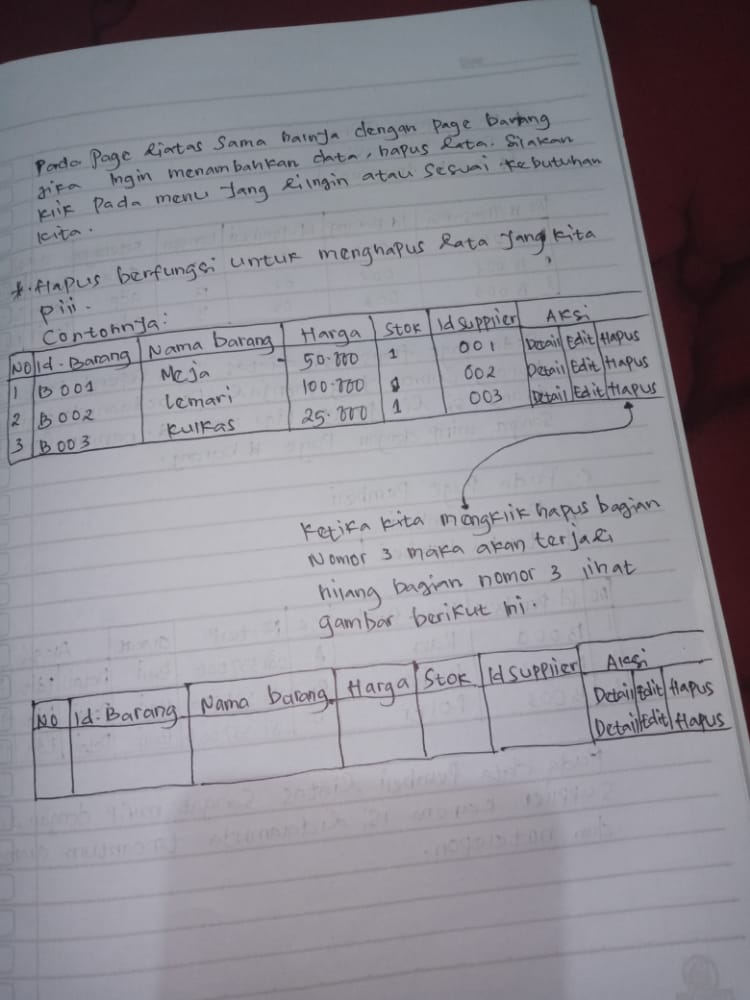 Pada Page diatas sama halnya dengan Page barang
jika ingin menambahkan data, hapus data. Silakan
klik Pada menu yang diingin atau sesuai kebutuhan
kita.
*. Hapus berfungsi untuk menghapus data yang kita
Pili.
Contohnya:
No Id.Barang Nama barang Harga Stok Id Supplier Aksi
1 B001 Meja 50.000 1 001 Detail Edit Hapus
2 B002 Lemari 100.000 002 Detail Edit Hapus
3 B003 Kulkas 25.000 1 003 Detail Edit Hapus
Ketika kita mengklik hapus bagian
Nomor 3 maka akan terjadi
hilang bagian nomor 3 lihat
gambar berikut ini.
No Id.Barang Nama barang Harga Stok Id Supplier Aksi
Detail Edit Hapus
Detail Edit Hapus